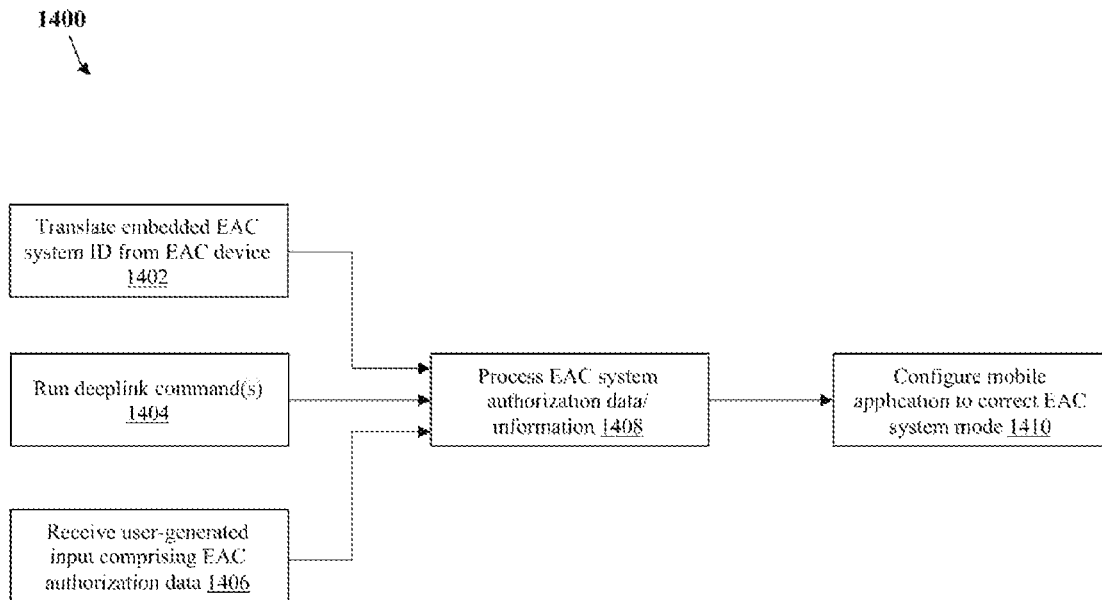 1400
Translate embedded EAC
system ID from EAC device
1402
Run deeplink command(s)
1404
Receive user-generated
input comprising EAC
authorization data 1406
Process EAC system
authorization data/
information 1408
Configure mobile
application to correct EAC
system mode 1410